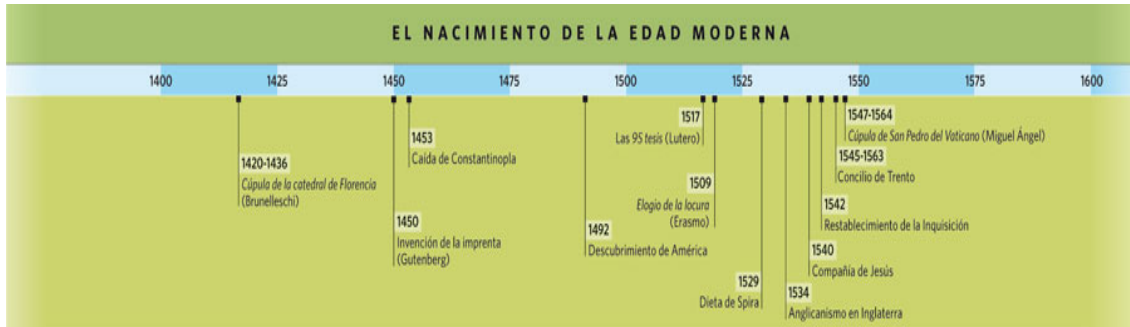 EL NACIMIENTO DE LA EDAD MODERNA
1400 1425 1450 1475 1500 1525 1550 1575 1600
1420-1436
Cúpula de la catedral de Florencia
(Brunelleschi)
1453
Caída de Constantinopla
1450
Invención de la imprenta
(Gutenberg)
1492
Descubrimiento de América
1517
Las 95 tesis (Lutero)
1509
Elogio de la locura
(Erasmo)
1529
Dieta de Spira
1534
Anglicanismo en Inglaterra
1540
Compañía de Jesús
1542
Restablecimiento de la Inquisición
1545-1563
Concilio de Trento
1547-1564
Cúpula de San Pedro del Vaticano (Miguel Ángel)